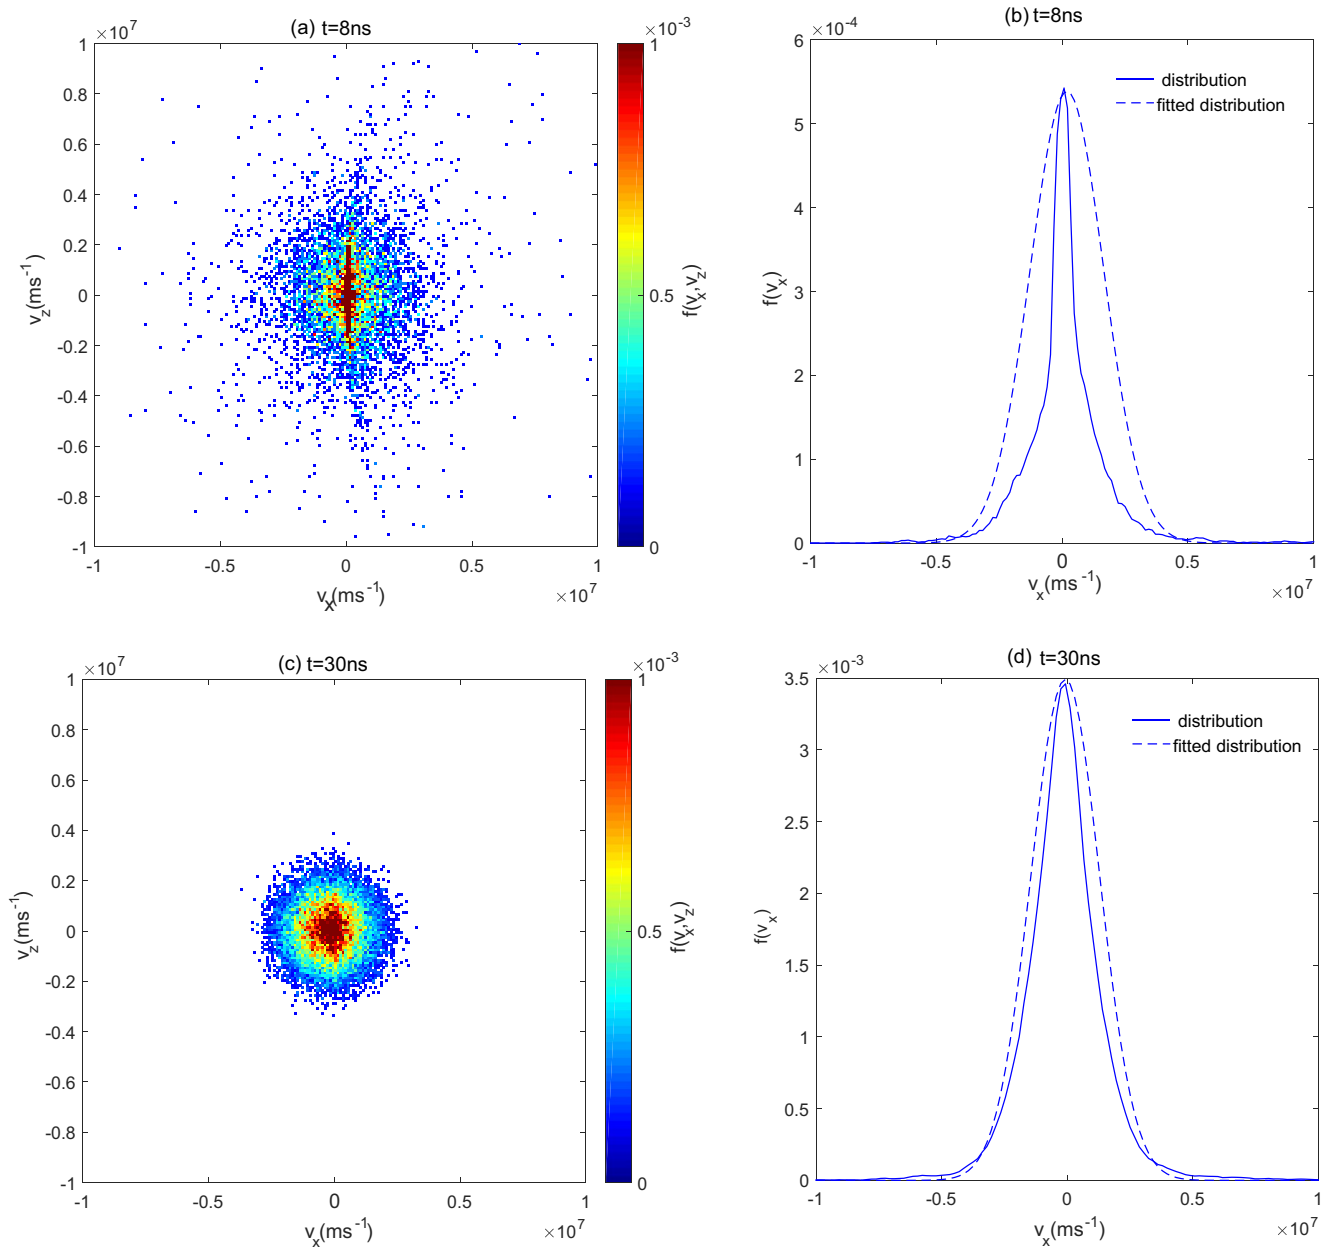 (a) t=8ns
×10^7
×10^-3
1
0.8
0.6
0.4
0.2
0
-0.2
-0.4
-0.6
-0.8
-1
v_z(ms^-1)
-1 -0.5 0 0.5 1
v_x(ms^-1)
×10^7
1
0.5
0
f(v_x,v_z)
(b) t=8ns
×10^-4
6
5
4
3
2
1
0
f(v_x)
distribution
fitted distribution
-1 -0.5 0 0.5 1
v_x(ms^-1)
×10^7
(c) t=30ns
×10^7
×10^-3
1
0.8
0.6
0.4
0.2
0
-0.2
-0.4
-0.6
-0.8
-1
v_z(ms^-1)
-1 -0.5 0 0.5 1
v_x(ms^-1)
×10^7
1
0.5
0
f(v_x,v_z)
(d) t=30ns
×10^-3
3.5
3
2.5
2
1.5
1
0.5
0
f(v_x)
distribution
fitted distribution
-1 -0.5 0 0.5 1
v_x(ms^-1)
×10^7